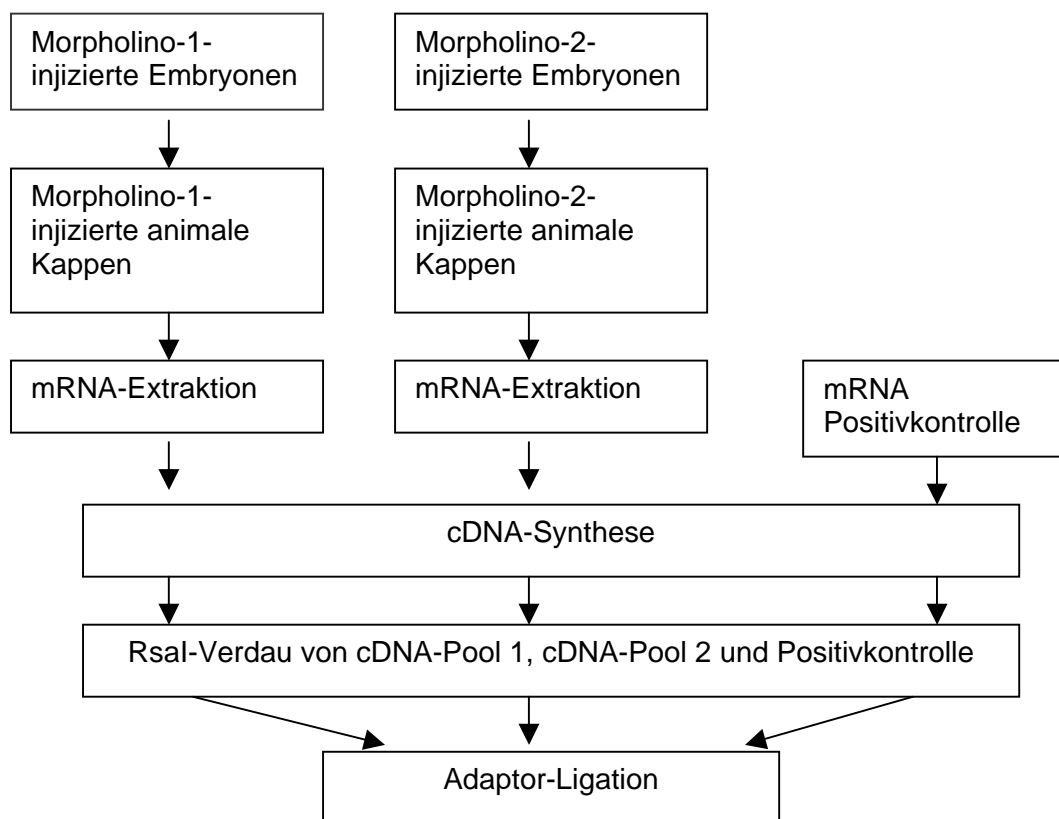 Morpholino-1-
injizierte Embryonen
Morpholino-2-
injizierte Embryonen
Morpholino-1-
injizierte animale
Kappen
Morpholino-2-
injizierte animale
Kappen
mRNA-Extraktion
mRNA-Extraktion
mRNA
Positivkontrolle
cDNA-Synthese
RsaI-Verdau von cDNA-Pool 1, cDNA-Pool 2 und Positivkontrolle
Adaptor-Ligation